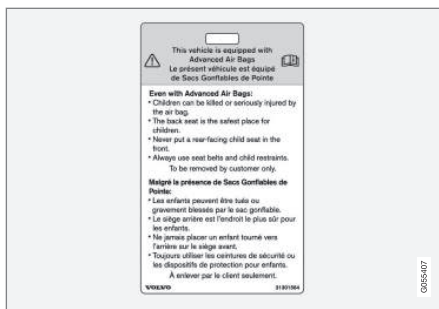 This vehicle is equipped with
Advanced Air Bags
Le présent véhicule est équipé
de Sacs Gonflables de Pointe
Even with Advanced Air Bags:
• Children can be killed or seriously injured by
the air bag.
• The back seat is the safest place for
children.
• Never put a rear-facing child seat in the
front.
• Always use seat belts and child restraints.
To be removed by customer only.
Malgré la présence de Sacs Gonflables de
Pointe:
• Les enfants peuvent être tués ou
gravement blessés par le sac gonflable.
• Le siège arrière est l'endroit le plus sûr pour
les enfants.
• Ne jamais placer un enfant tourné vers
l'arrière sur le siège avant.
• Toujours utiliser les ceintures de sécurité ou
les dispositifs de protection pour enfants.
À enlever par le client seulement.
VOLVO 31301564
G055407